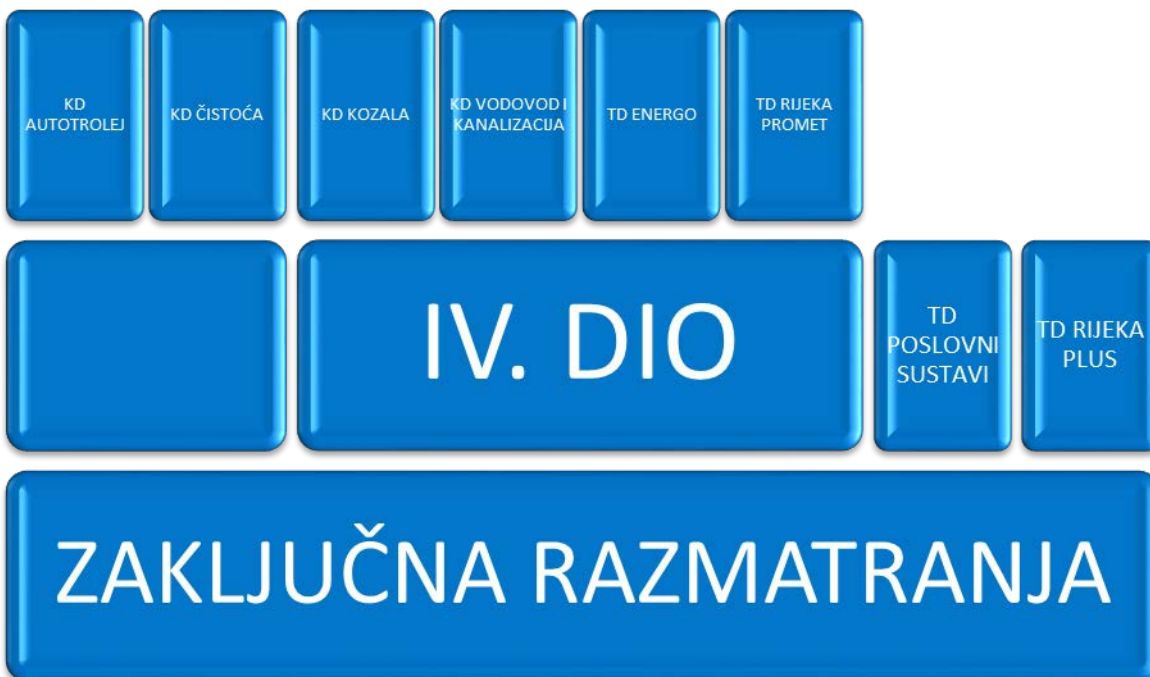 KD
AUTOTROLEJ
KD ČISTOĆA
KD KOZALA
KD VODOVOD I
KANALIZACIJA
TD ENERGO
TD RIJEKA
PROMET
IV. DIO
TD
POSLOVNI
SUSTAVI
TD RIJEKA
PLUS
ZAKLJUČNA RAZMATRANJA